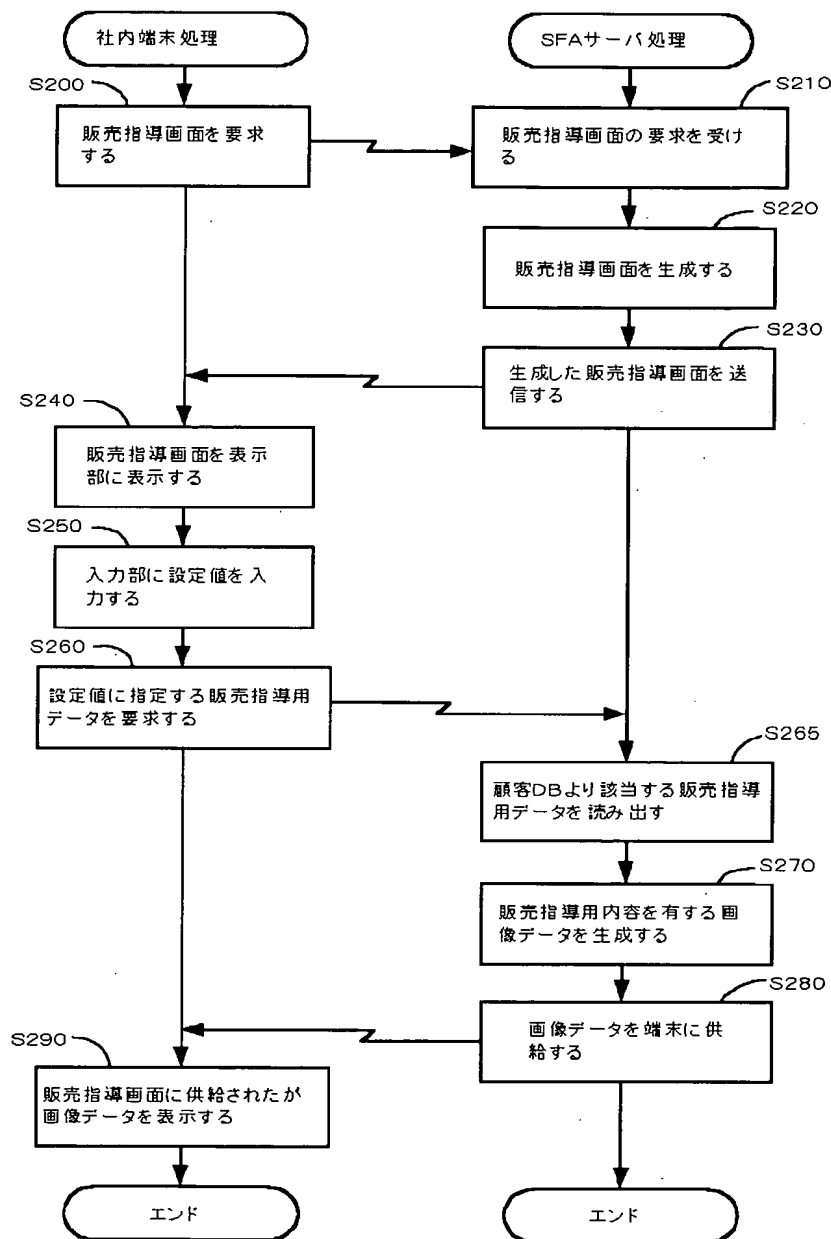 社内端末処理
SFAサーバ処理
S200
販売指導画面を要求
する
S210
販売指導画面の要求を受け
る
S220
販売指導画面を生成する
S230
生成した販売指導画面を送
信する
S240
販売指導画面を表示
部に表示する
S250
入力部に設定値を入
力する
S260
設定値に指定する販売指導用
データを要求する
S265
顧客DBより該当する販売指導
用データを読み出す
S270
販売指導用内容を有する画
像データを生成する
S280
画像データを端末に供
給する
S290
販売指導画面に供給されたが
画像データを表示する
エンド
エンド